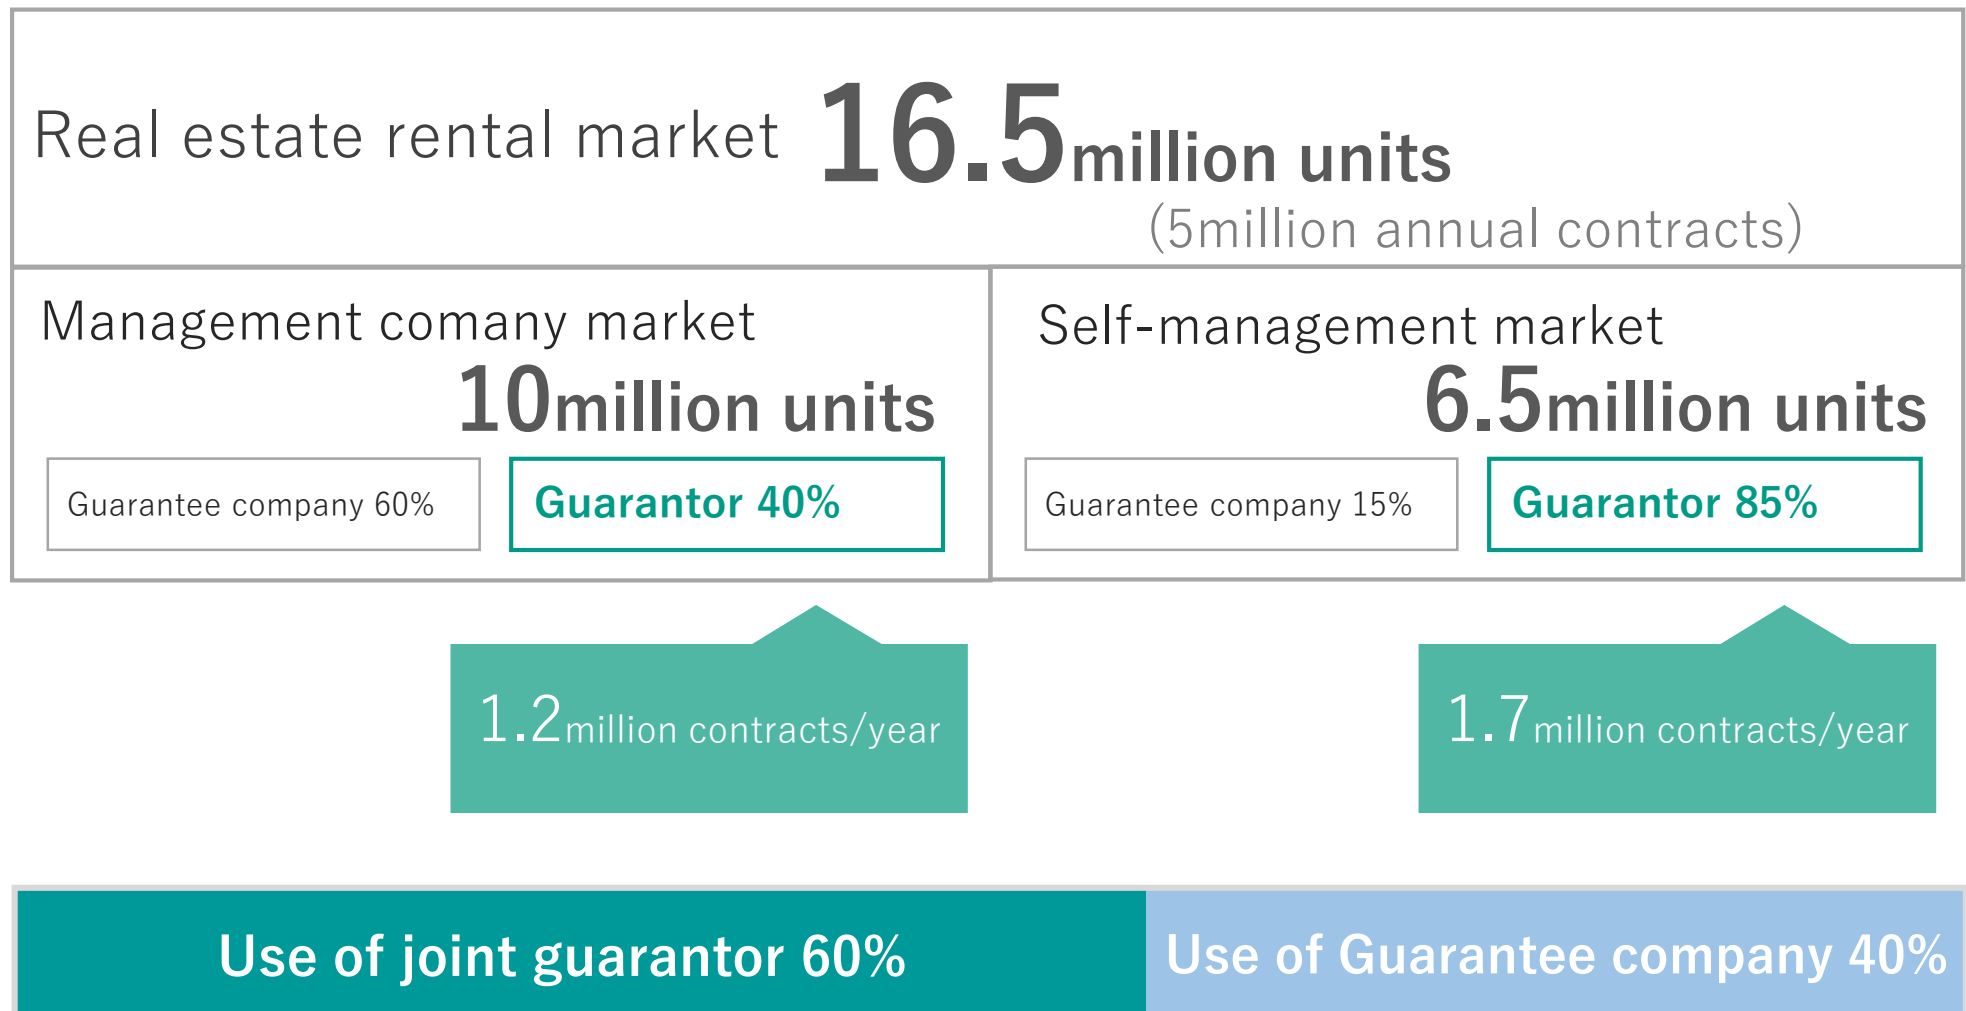 Real estate rental market 16.5million units
(5million annual contracts)
Management comany market
10million units
Guarantee company 60%
Guarantor 40%
Self-management market
6.5million units
Guarantee company 15%
Guarantor 85%
1.2million contracts/year
1.7million contracts/year
Use of joint guarantor 60%
Use of Guarantee company 40%